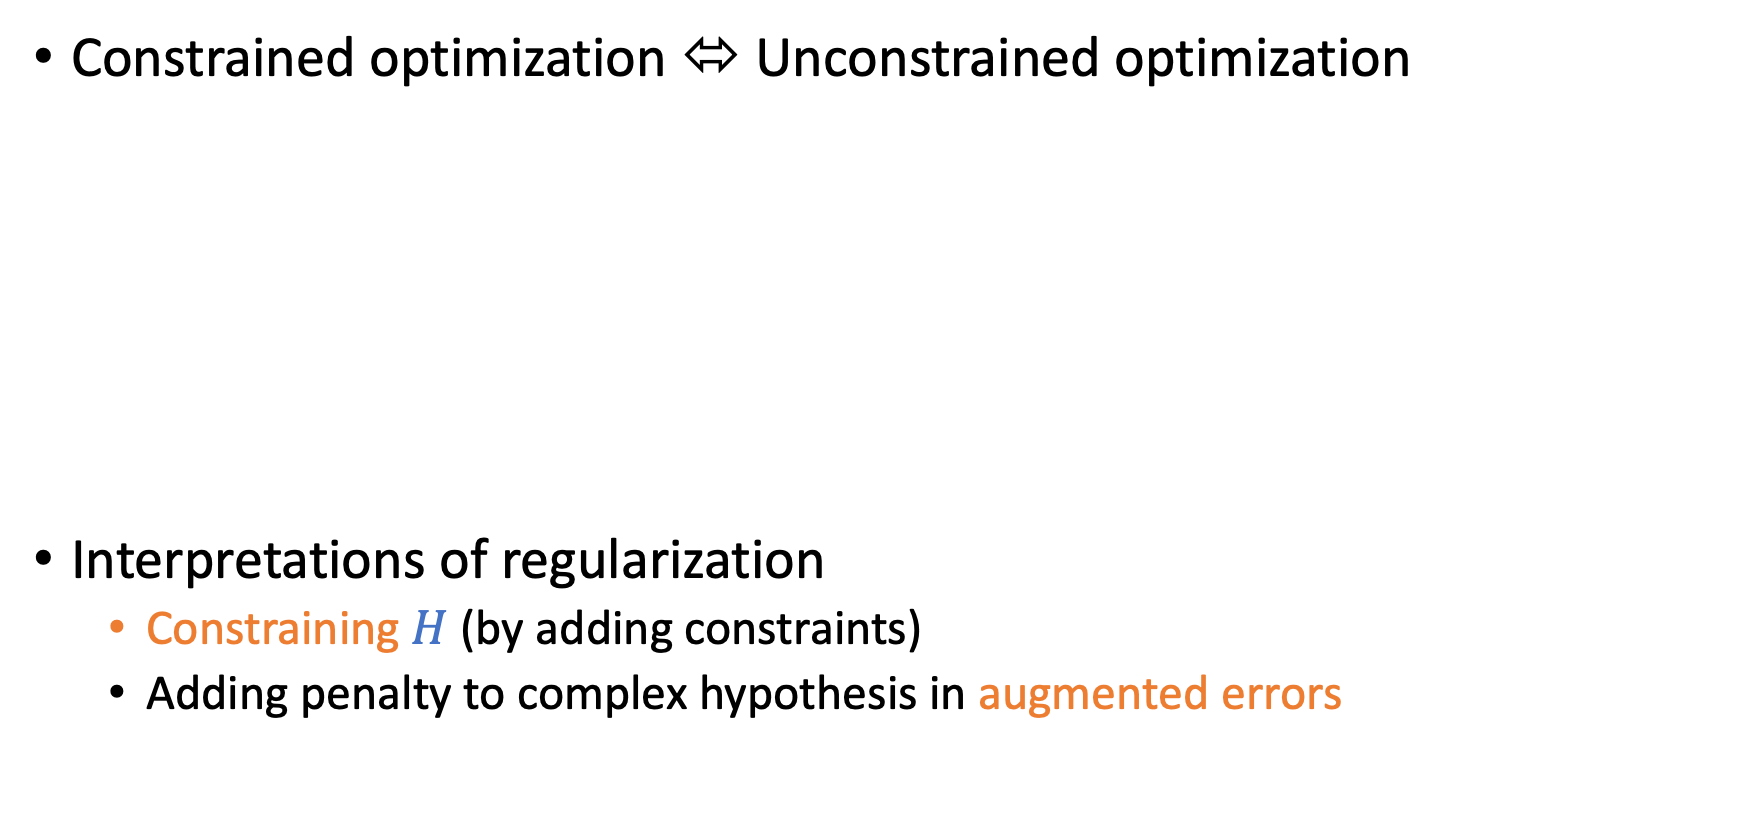 • Constrained optimization ⬄ Unconstrained optimization
• Interpretations of regularization
• Constraining H (by adding constraints)
• Adding penalty to complex hypothesis in augmented errors